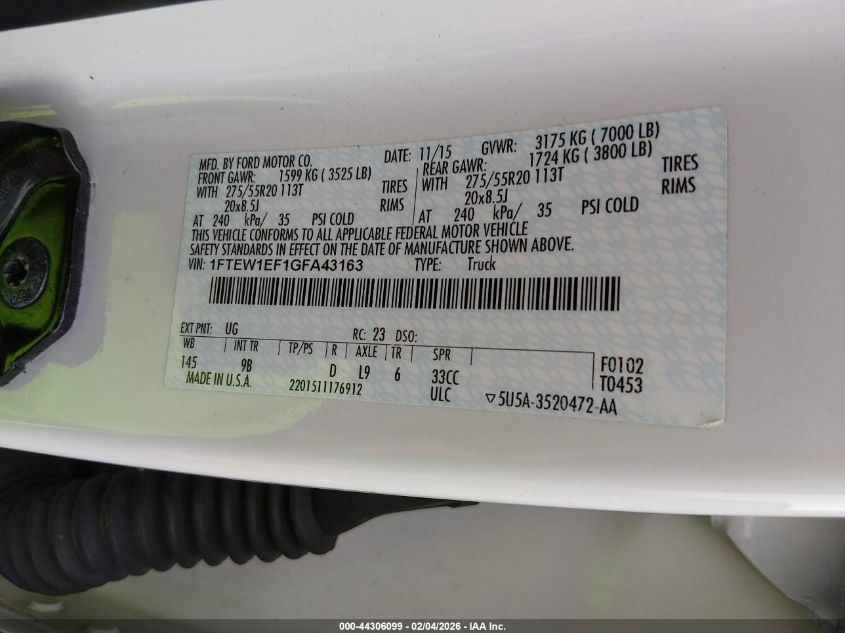 MFD. BY FORD MOTOR CO. DATE: 11/15 GVWR: 3175 KG ( 7000 LB)
FRONT GAWR: 1599 KG ( 3525 LB) REAR GAWR: 1724 KG ( 3800 LB)
WITH 275/55R20 113T TIRES WITH 275/55R20 113T TIRES
20x8.5J RIMS 20x8.5J RIMS
AT 240 kPa/ 35 PSI COLD AT 240 kPa/ 35 PSI COLD
THIS VEHICLE CONFORMS TO ALL APPLICABLE FEDERAL MOTOR VEHICLE
SAFETY STANDARDS IN EFFECT ON THE DATE OF MANUFACTURE SHOWN ABOVE.
VIN: 1FTEW1EF1GFA43163 TYPE: Truck
EXT PNT: UG RC: 23 DSO:
WB INT TR TP/PS R AXLE TR SPR
145 9B D L9 6 33CC F0102
MADE IN U.S.A. 2201511176912 ULC T0453
▽5U5A-3520472-AA
000-44306099 - 02/04/2026 - IAA Inc.